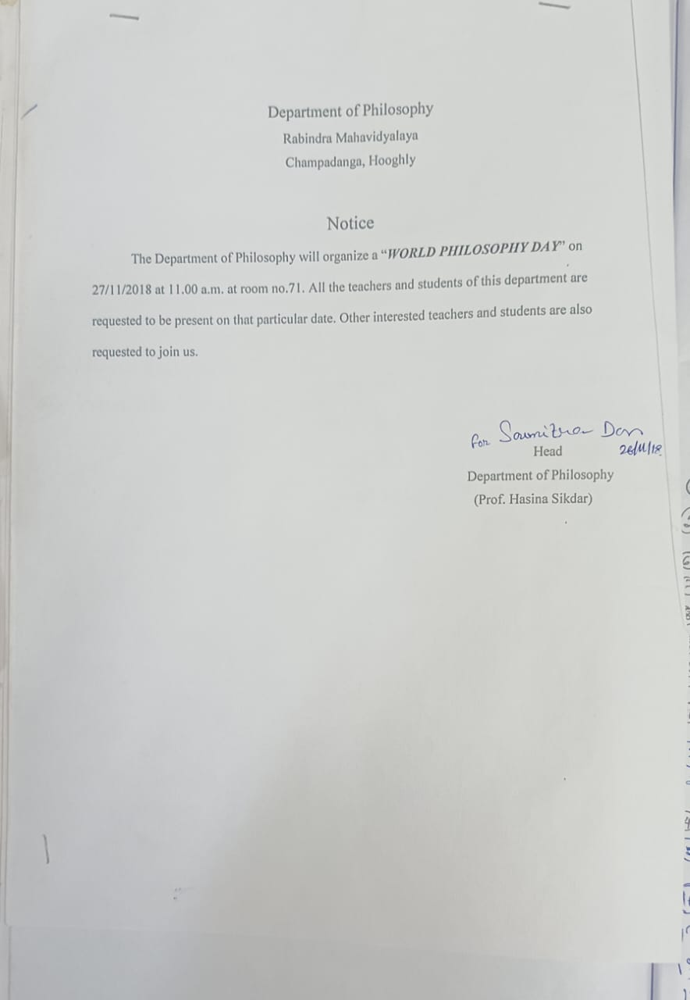 Department of Philosophy
Rabindra Mahavidyalaya
Champadanga, Hooghly
Notice
The Department of Philosophy will organize a “WORLD PHILOSOPHY DAY” on
27/11/2018 at 11.00 a.m. at room no.71. All the teachers and students of this department are
requested to be present on that particular date. Other interested teachers and students are also
requested to join us.
for Soumitra Dan
Head 26/11/18
Department of Philosophy
(Prof. Hasina Sikdar)